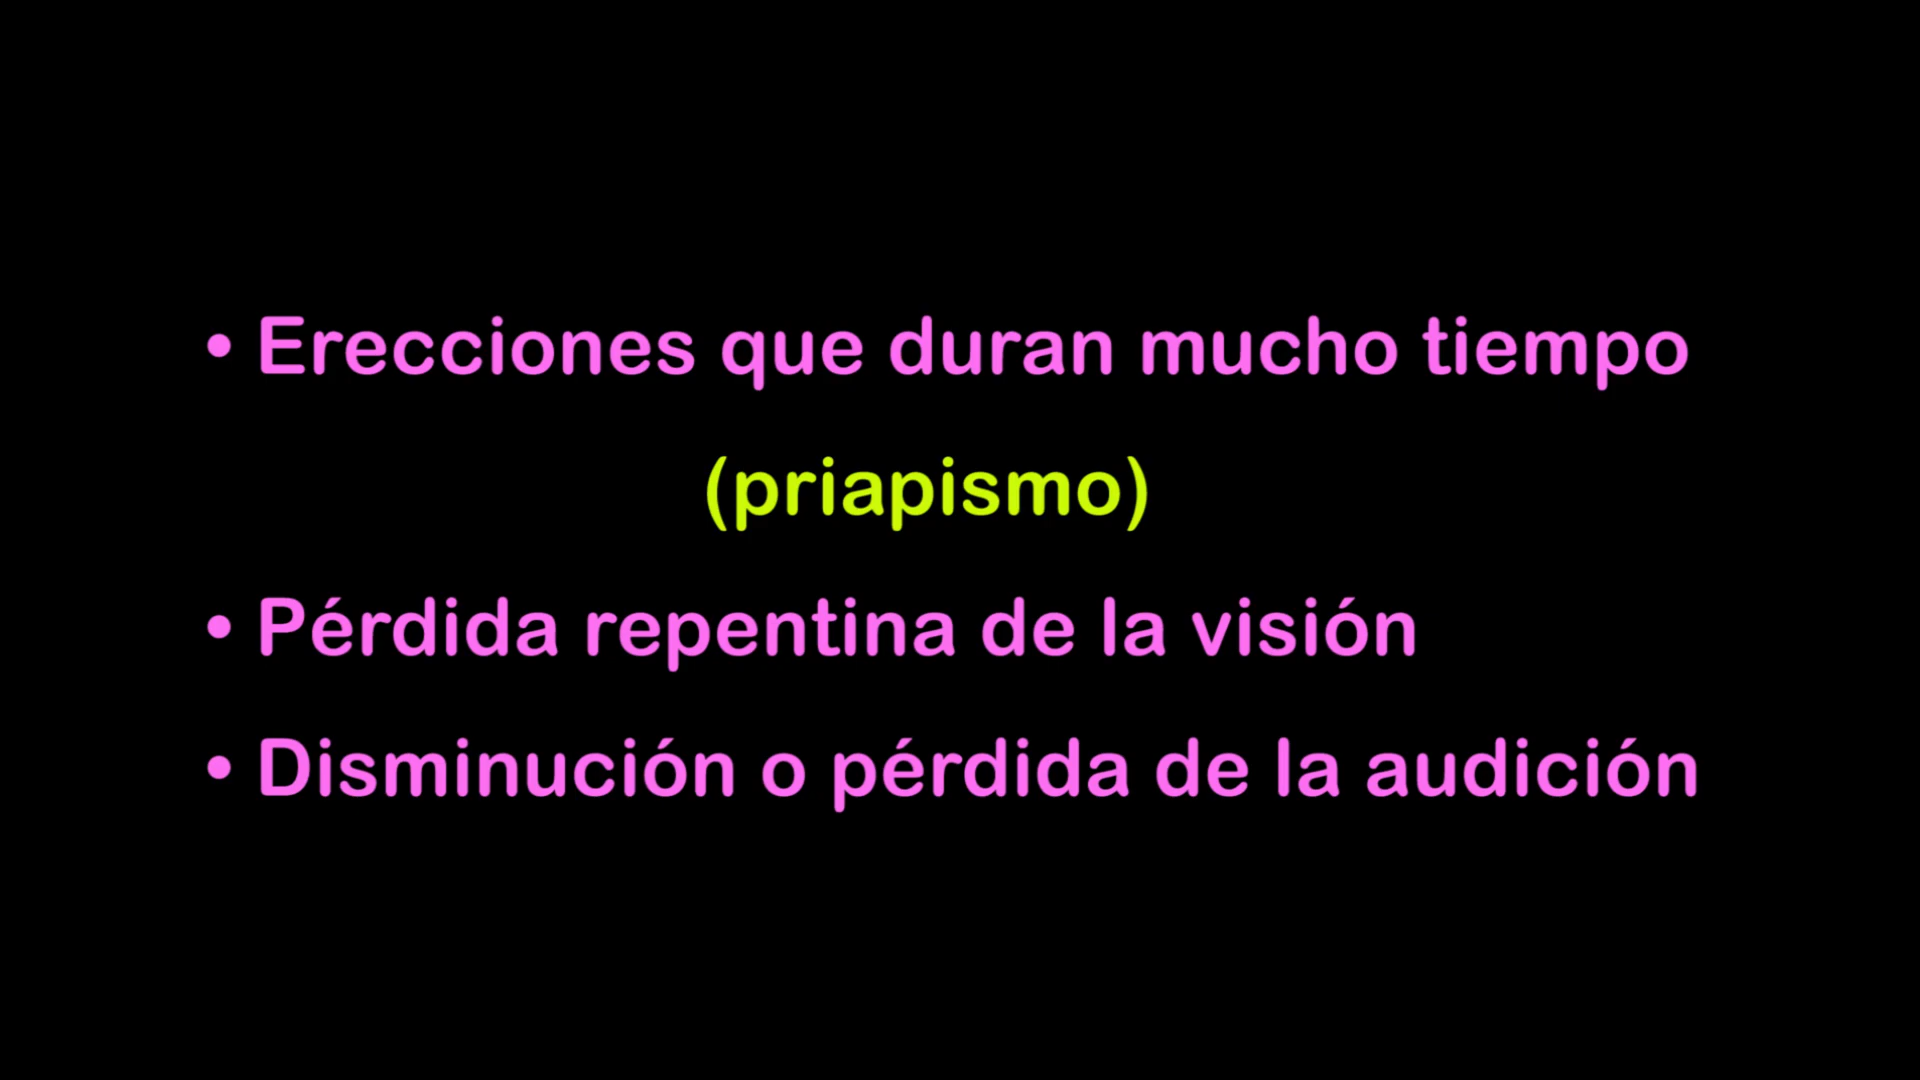 • Erecciones que duran mucho tiempo
(priapismo)
• Pérdida repentina de la visión
• Disminución o pérdida de la audición